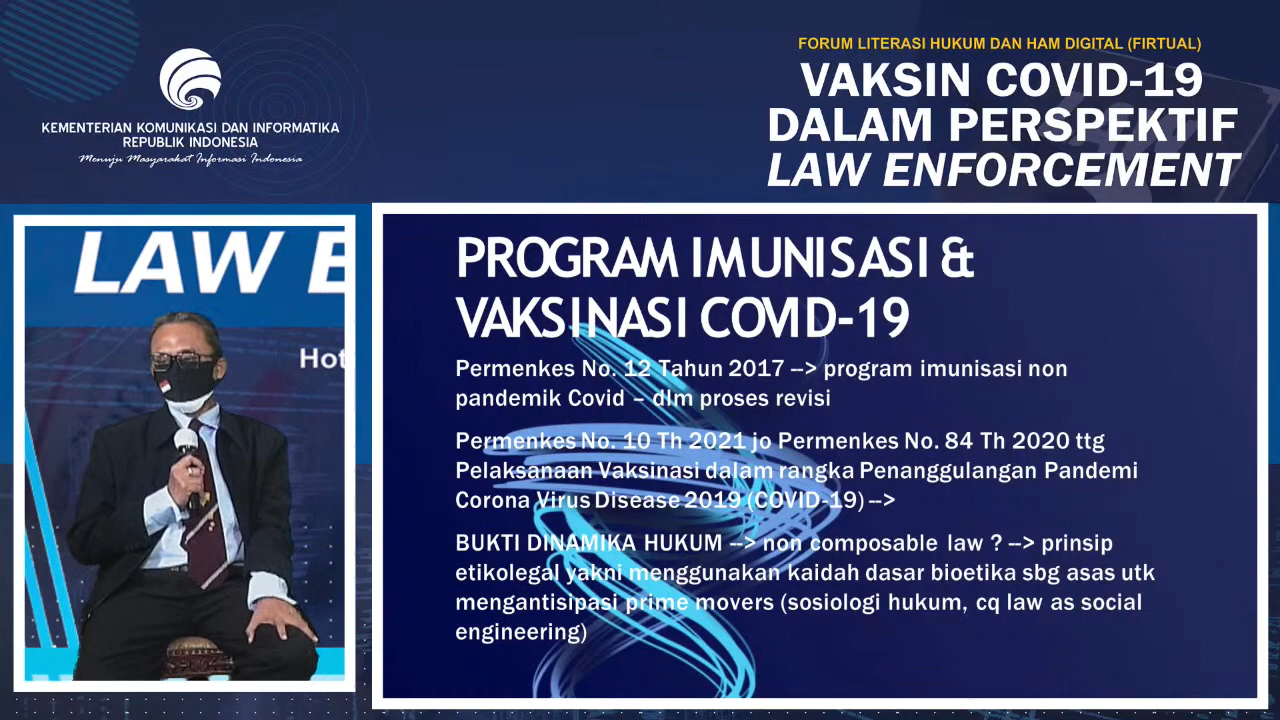 KEMENTERIAN KOMUNIKASI DAN INFORMATIKA
REPUBLIK INDONESIA
Menuju Masyarakat Informasi Indonesia
FORUM LITERASI HUKUM DAN HAM DIGITAL (FIRTUAL)
VAKSIN COVID-19
DALAM PERSPEKTIF
LAW ENFORCEMENT
LAW E
Hot
PROGRAM IMUNISASI &
VAKSINASI COVID-19
Permenkes No. 12 Tahun 2017 --> program imunisasi non
pandemik Covid – dlm proses revisi
Permenkes No. 10 Th 2021 jo Permenkes No. 84 Th 2020 ttg
Pelaksanaan Vaksinasi dalam rangka Penanggulangan Pandemi
Corona Virus Disease 2019 (COVID-19) -->
BUKTI DINAMIKA HUKUM --> non composable law ? --> prinsip
etikolegal yakni menggunakan kaidah dasar bioetika sbg asas utk
mengantisipasi prime movers (sosiologi hukum, cq law as social
engineering)